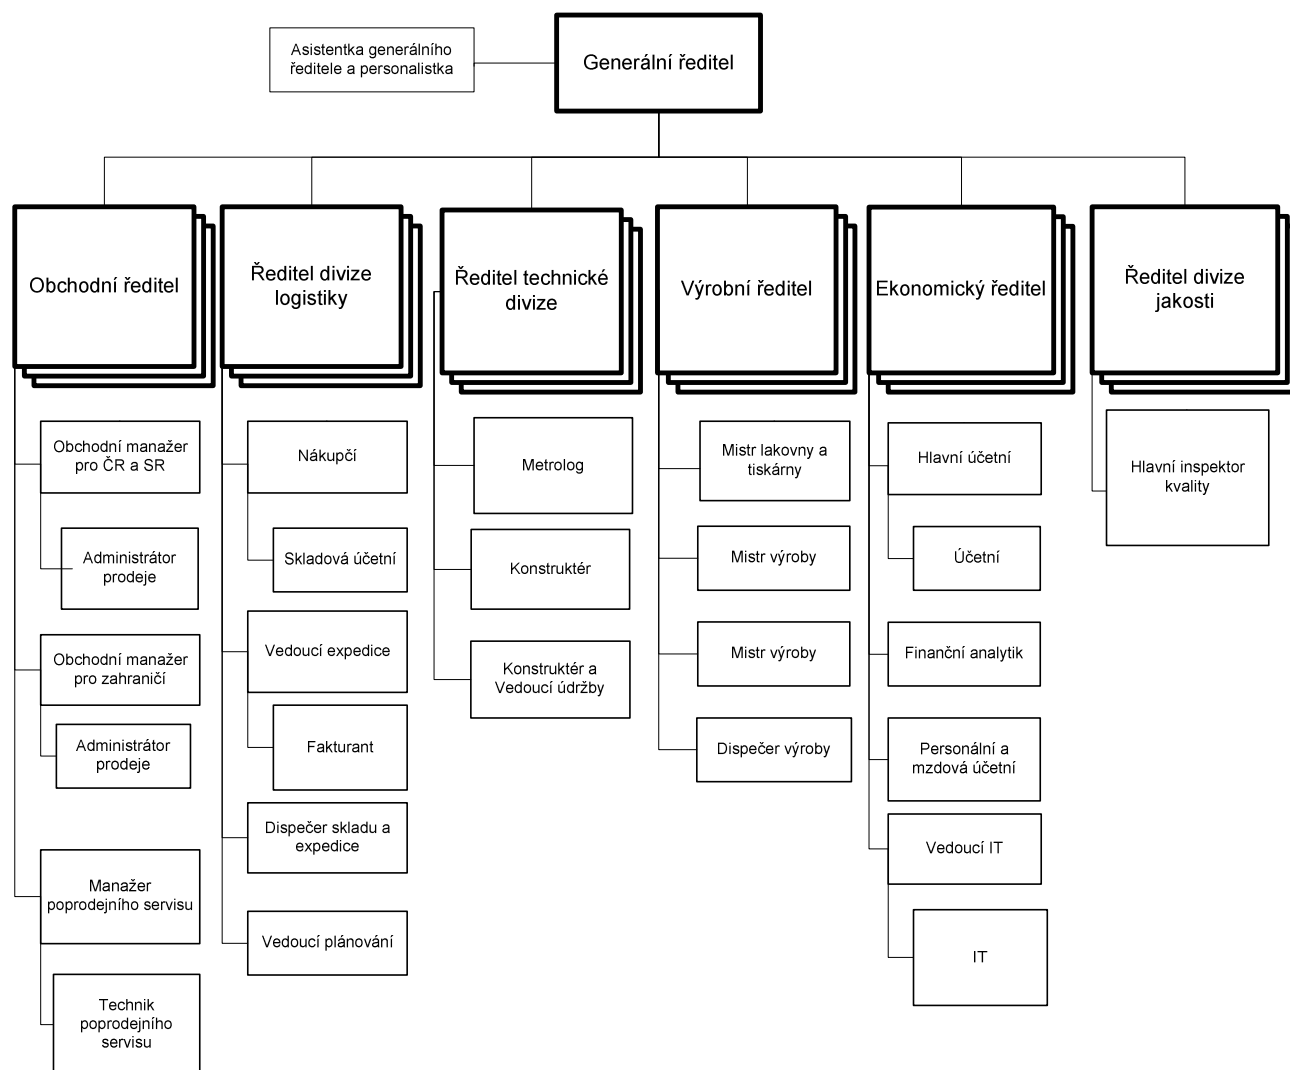 Asistentka generálního
ředitele a personalistka
Generální ředitel
Obchodní ředitel
Ředitel divize
logistiky
Ředitel technické
divize
Výrobní ředitel
Ekonomický ředitel
Ředitel divize
jakosti
Obchodní manažer
pro ČR a SR
Administrátor
prodeje
Obchodní manažer
pro zahraničí
Administrátor
prodeje
Manažer
poprodejního servisu
Technik
poprodejního
servisu
Nákupčí
Skladová účetní
Vedoucí expedice
Fakturant
Dispečer skladu a
expedice
Vedoucí plánování
Metrolog
Konstruktér
Konstruktér a
Vedoucí údržby
Mistr lakovny a
tiskárny
Mistr výroby
Mistr výroby
Dispečer výroby
Hlavní účetní
Účetní
Finanční analytik
Personální a
mzdová účetní
Vedoucí IT
IT
Hlavní inspektor
kvality